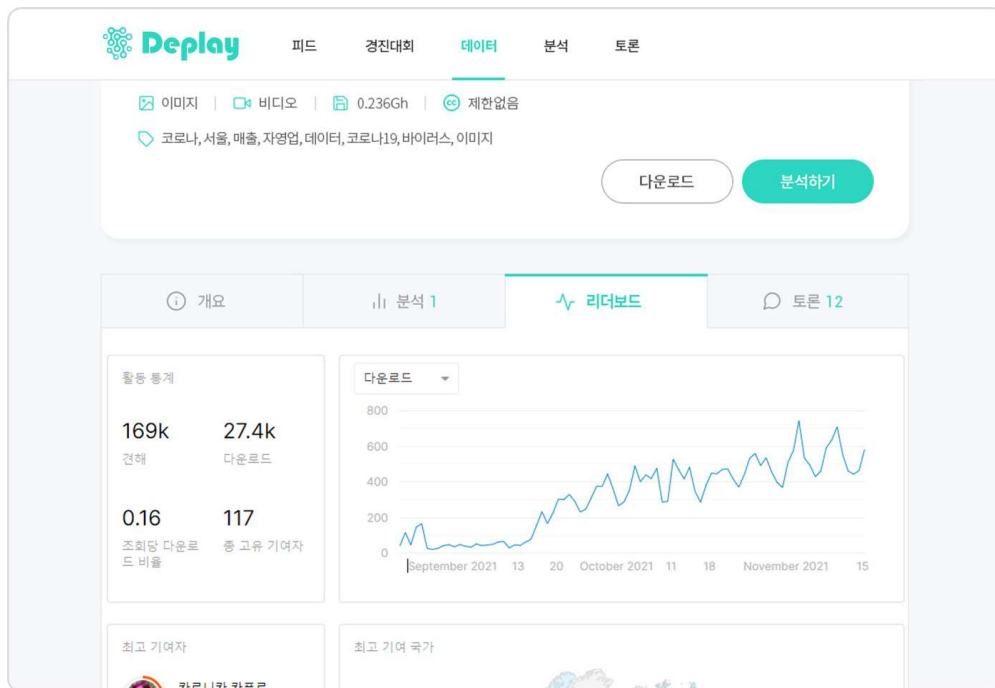 Deplay 피드 경진대회 데이터 분석 토론
이미지 비디오 0.236Gh cc 제한없음
코로나, 서울, 매출, 자영업, 데이터, 코로나19, 바이러스, 이미지
다운로드 분석하기
개요 분석 1 리더보드 토론 12
활동 통계
169k 27.4k
견해 다운로드
0.16 117
조회당 다운로 총 고유 기여자
드 비율
다운로드
800
600
400
200
0
September 2021 13 20 October 2021 11 18 November 2021 15
최고 기여자
최고 기여 국가